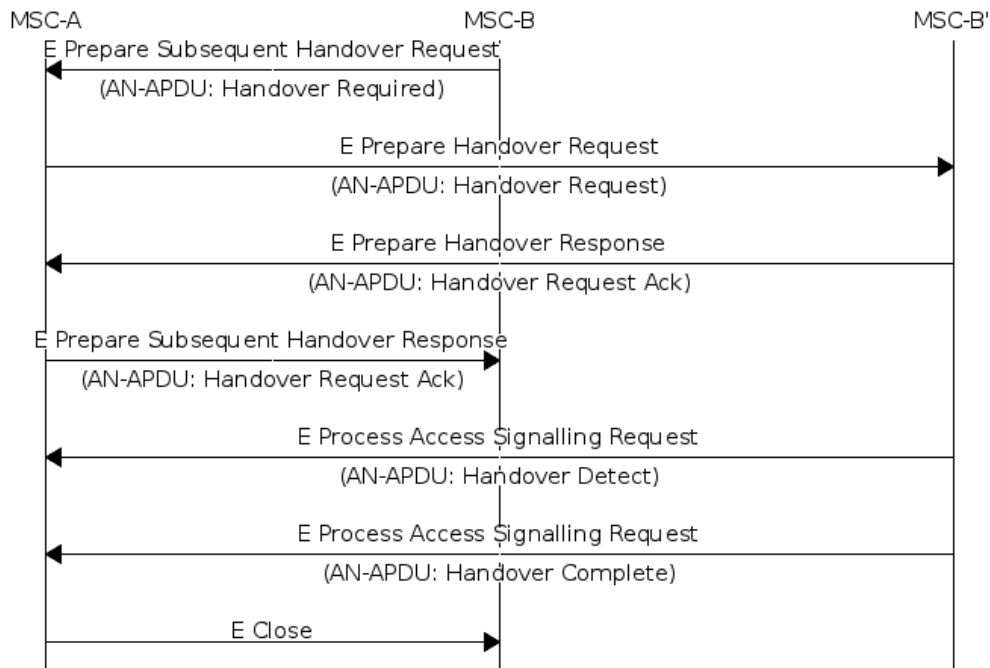 MSC-A MSC-B MSC-B'
E Prepare Subsequent Handover Request
(AN-APDU: Handover Required)
E Prepare Handover Request
(AN-APDU: Handover Request)
E Prepare Handover Response
(AN-APDU: Handover Request Ack)
E Prepare Subsequent Handover Response
(AN-APDU: Handover Request Ack)
E Process Access Signalling Request
(AN-APDU: Handover Detect)
E Process Access Signalling Request
(AN-APDU: Handover Complete)
E Close